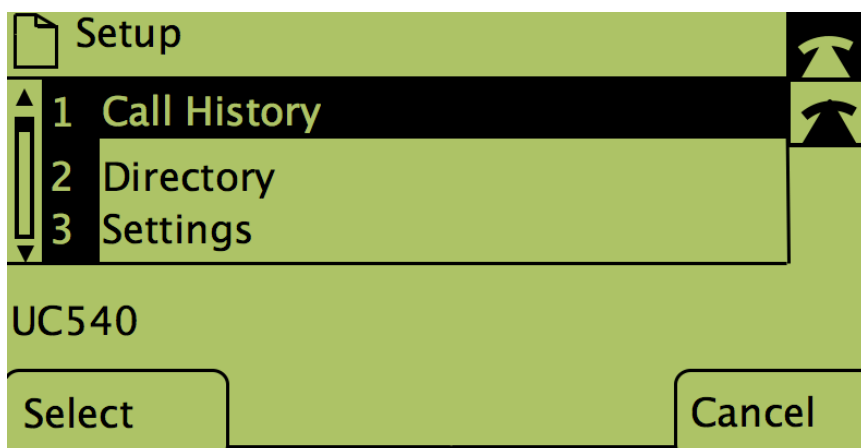 Setup
1 Call History
2 Directory
3 Settings
UC540
Select Cancel